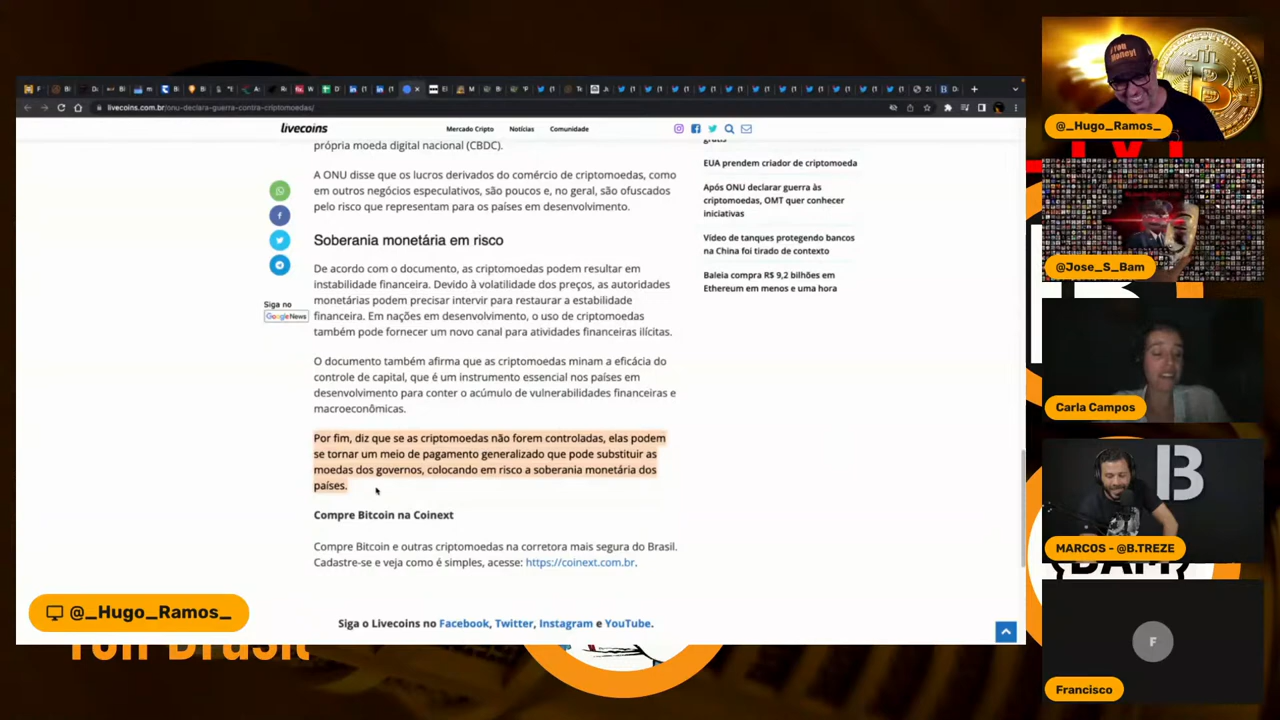 livecoins.com.br/onu-declara-guerra-contra-criptomoedas/
livecoins
Mercado Cripto
Notícias
Comunidade
própria moeda digital nacional (CBDC).
A ONU disse que os lucros derivados do comércio de criptomoedas, como
em outros negócios especulativos, são poucos e, no geral, são ofuscados
pelo risco que representam para os países em desenvolvimento.
Soberania monetária em risco
De acordo com o documento, as criptomoedas podem resultar em
instabilidade financeira. Devido à volatilidade dos preços, as autoridades
monetárias podem precisar intervir para restaurar a estabilidade
financeira. Em nações em desenvolvimento, o uso de criptomoedas
também pode fornecer um novo canal para atividades financeiras ilícitas.
O documento também afirma que as criptomoedas minam a eficácia do
controle de capital, que é um instrumento essencial nos países em
desenvolvimento para conter o acúmulo de vulnerabilidades financeiras e
macroeconômicas.
Por fim, diz que se as criptomoedas não forem controladas, elas podem
se tornar um meio de pagamento generalizado que pode substituir as
moedas dos governos, colocando em risco a soberania monetária dos
países.
Compre Bitcoin na Coinext
Compre Bitcoin e outras criptomoedas na corretora mais segura do Brasil.
Cadastre-se e veja como é simples, acesse: https://coinext.com.br.
Siga o Livecoins no Facebook, Twitter, Instagram e YouTube.
Siga no
Google News
grátis
EUA prendem criador de criptomoeda
Após ONU declarar guerra às
criptomoedas, OMT quer conhecer
iniciativas
Vídeo de tanques protegendo bancos
na China foi tirado de contexto
Baleia compra R$ 9,2 bilhões em
Ethereum em menos e uma hora
@_Hugo_Ramos_
@_Hugo_Ramos_
@Jose_S_Bam
Carla Campos
MARCOS - @B.TREZE
F
Francisco